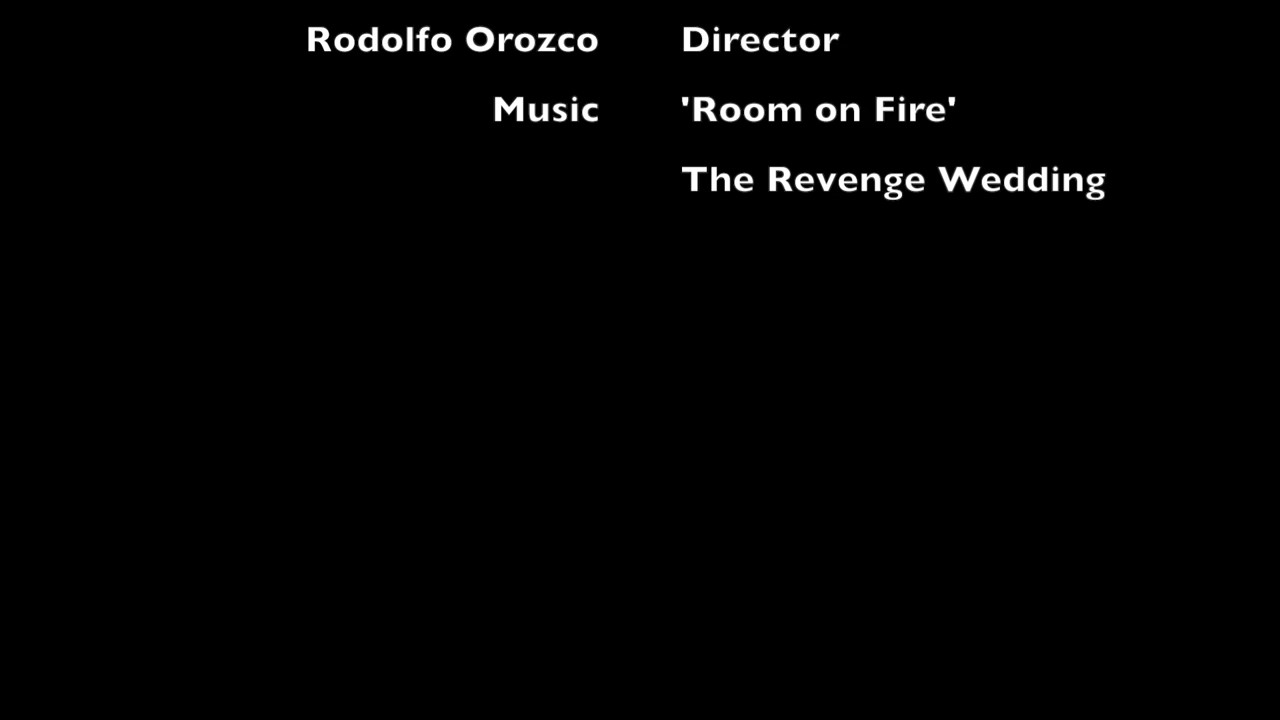 Rodolfo Orozco Director
Music 'Room on Fire'
The Revenge Wedding